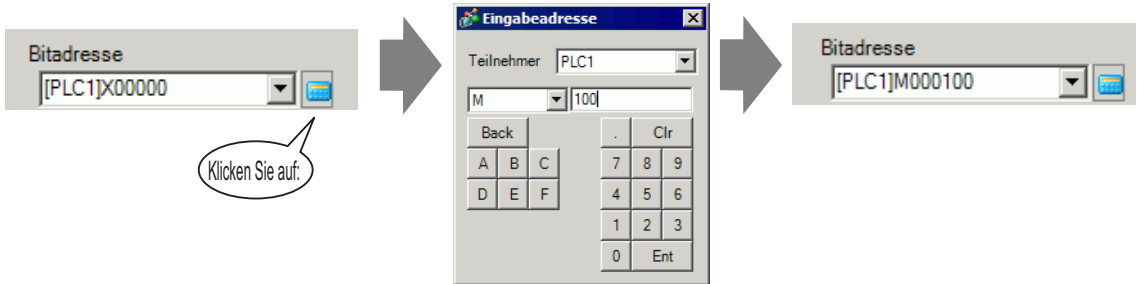 Bitadresse
[PLC1]X00000
Klicken Sie auf:
Eingabeadresse
Teilnehmer PLC1
M 100
Back . Clr
A B C 7 8 9
D E F 4 5 6
1 2 3
0 Ent
Bitadresse
[PLC1]M000100